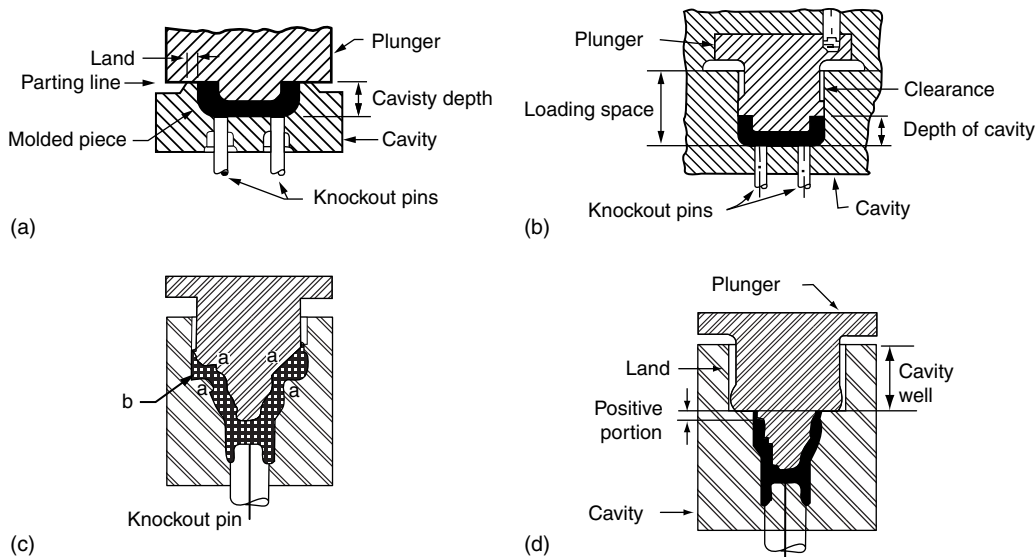 Land
Plunger
Parting line
Cavisty depth
Molded piece
Cavity
Knockout pins
(a)
Plunger
Loading space
Clearance
Depth of cavity
Knockout pins
Cavity
(b)
a
a
a
a
b
Knockout pin
(c)
Plunger
Land
Cavity
well
Positive
portion
Cavity
(d)